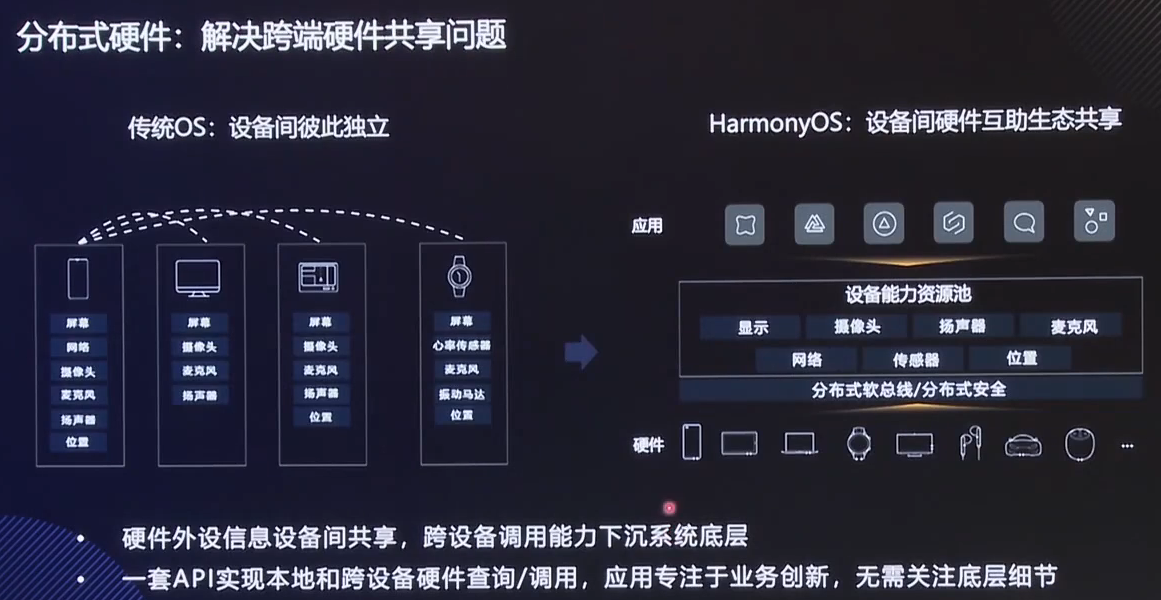 分布式硬件：解决跨端硬件共享问题
传统OS：设备间彼此独立
HarmonyOS：设备间硬件互助生态共享
屏幕
网络
摄像头
麦克风
扬声器
位置
屏幕
摄像头
麦克风
扬声器
屏幕
摄像头
麦克风
扬声器
位置
屏幕
心率传感器
麦克风
振动马达
位置
应用
设备能力资源池
显示 摄像头 扬声器 麦克风
网络 传感器 位置
分布式软总线/分布式安全
硬件 ...
• 硬件外设信息设备间共享，跨设备调用能力下沉系统底层
• 一套API实现本地和跨设备硬件查询/调用，应用专注于业务创新，无需关注底层细节